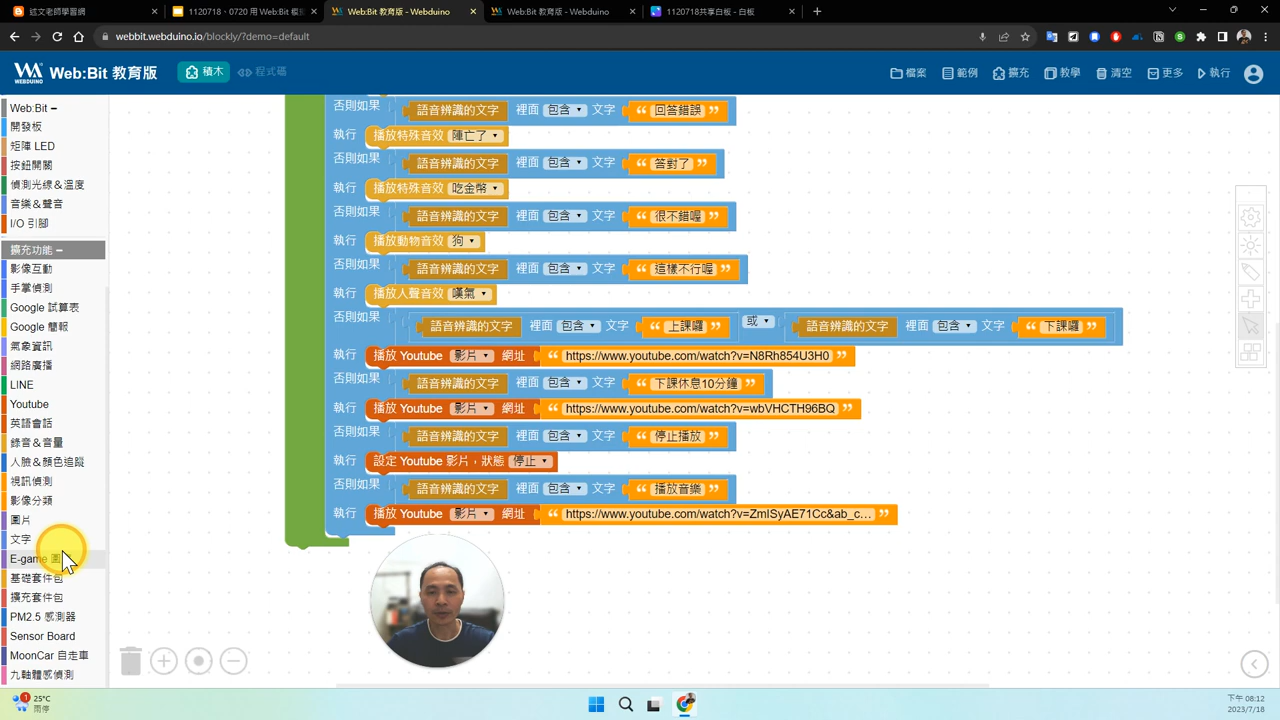 話文老師學習網
1120718、0720 用 Web:Bit 模
Web:Bit 教育版 - Webduino
Web:Bit 教育版 - Webduino
1120718共享白板 - 白板
webbit.webduino.io/blockly/?demo=default
WEBDUINO
Web:Bit 教育版
積木
程式碼
檔案
範例
擴充
教學
清空
更多
執行
Web:Bit
開發板
矩陣 LED
按鈕開關
偵測光線＆溫度
音樂＆聲音
I/O 引腳
擴充功能
影像互動
手掌偵測
Google 試算表
Google 簡報
氣象資訊
網路廣播
LINE
Youtube
英語會話
錄音＆音量
人臉＆顏色追蹤
視訊偵測
影像分類
圖片
文字
E-game 圖
基礎套件包
擴充套件包
PM2.5 感測器
Sensor Board
MoonCar 自走車
九軸體感偵測
否則如果 語音辨識的文字 裡面 包含 文字 “ 回答錯誤 ”
執行 播放特殊音效 陣亡了
否則如果 語音辨識的文字 裡面 包含 文字 “ 答對了 ”
執行 播放特殊音效 吃金幣
否則如果 語音辨識的文字 裡面 包含 文字 “ 很不錯喔 ”
執行 播放動物音效 狗
否則如果 語音辨識的文字 裡面 包含 文字 “ 這樣不行喔 ”
執行 播放人聲音效 嘆氣
否則如果 語音辨識的文字 裡面 包含 文字 “ 上課囉 ” 或 語音辨識的文字 裡面 包含 文字 “ 下課囉 ”
執行 播放 Youtube 影片 網址 “ https://www.youtube.com/watch?v=N8Rh854U3H0 ”
否則如果 語音辨識的文字 裡面 包含 文字 “ 下課休息10分鐘 ”
執行 播放 Youtube 影片 網址 “ https://www.youtube.com/watch?v=wbVHCTH96BQ ”
否則如果 語音辨識的文字 裡面 包含 文字 “ 停止播放 ”
執行 設定 Youtube 影片，狀態 停止
否則如果 語音辨識的文字 裡面 包含 文字 “ 播放音樂 ”
執行 播放 Youtube 影片 網址 “ https://www.youtube.com/watch?v=ZmlSyAE71Cc&ab_c... ”
1
25°C
雨停
下午 08:12
2023/7/18